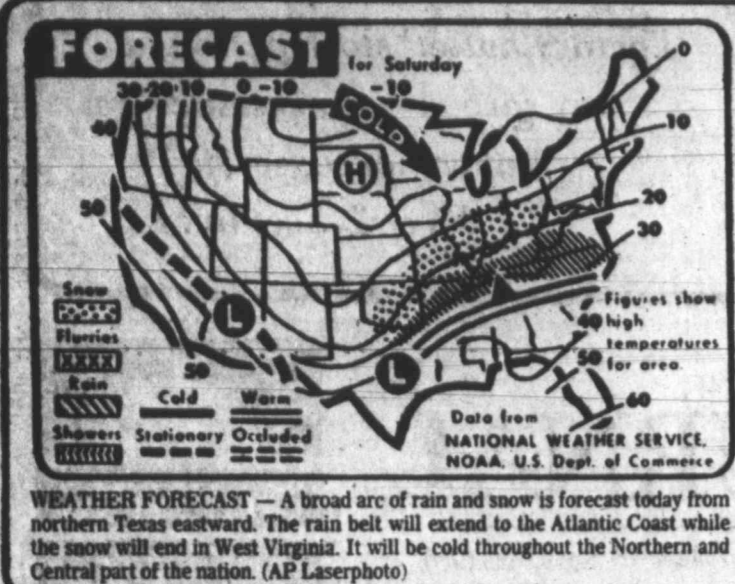 FORECAST for Saturday
30 20 10 0 -10 -10 0
COLD
40
10
H
50
20
30
Snow
L
Figures show
40 high
Flurries
temperatures
50
L
50 for area.
Rain
Cold Warm
60
Showers Stationary Occluded
Data from
NATIONAL WEATHER SERVICE,
NOAA, U.S. Dept. of Commerce
WEATHER FORECAST — A broad arc of rain and snow is forecast today from
northern Texas eastward. The rain belt will extend to the Atlantic Coast while
the snow will end in West Virginia. It will be cold throughout the Northern and
Central part of the nation. (AP Laserphoto)